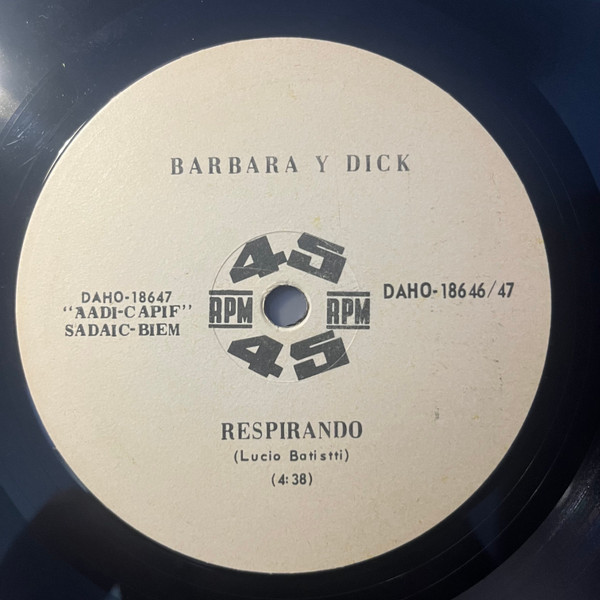 BARBARA Y DICK
45
DAHO-18647
"AADI-CAPIF"
SADAIC-BIEM
RPM
RPM
DAHO-18646/47
45
RESPIRANDO
(Lucio Batistti)
(4:38)